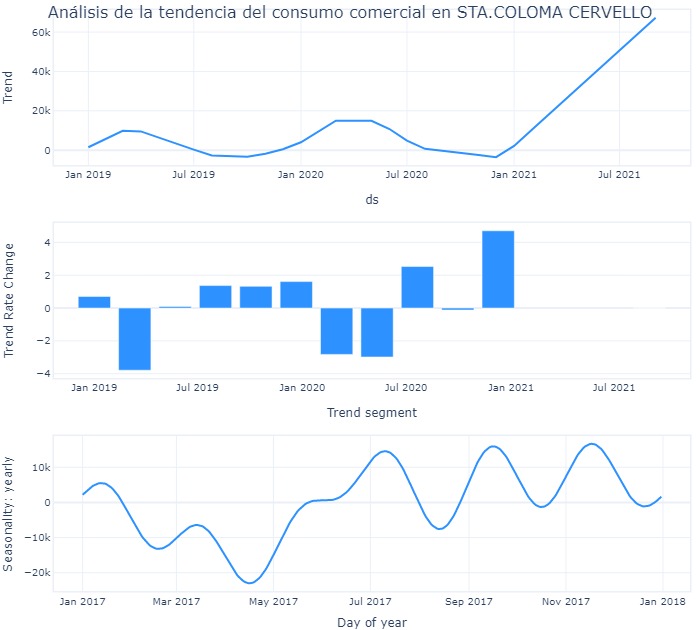 Análisis de la tendencia del consumo comercial en STA.COLOMA CERVELLO
60k
40k
20k
0
Trend
Jan 2019 Jul 2019 Jan 2020 Jul 2020 Jan 2021 Jul 2021
ds
4
2
0
−2
−4
Trend Rate Change
Jan 2019 Jul 2019 Jan 2020 Jul 2020 Jan 2021 Jul 2021
Trend segment
10k
0
−10k
−20k
Seasonality: yearly
Jan 2017 Mar 2017 May 2017 Jul 2017 Sep 2017 Nov 2017 Jan 2018
Day of year